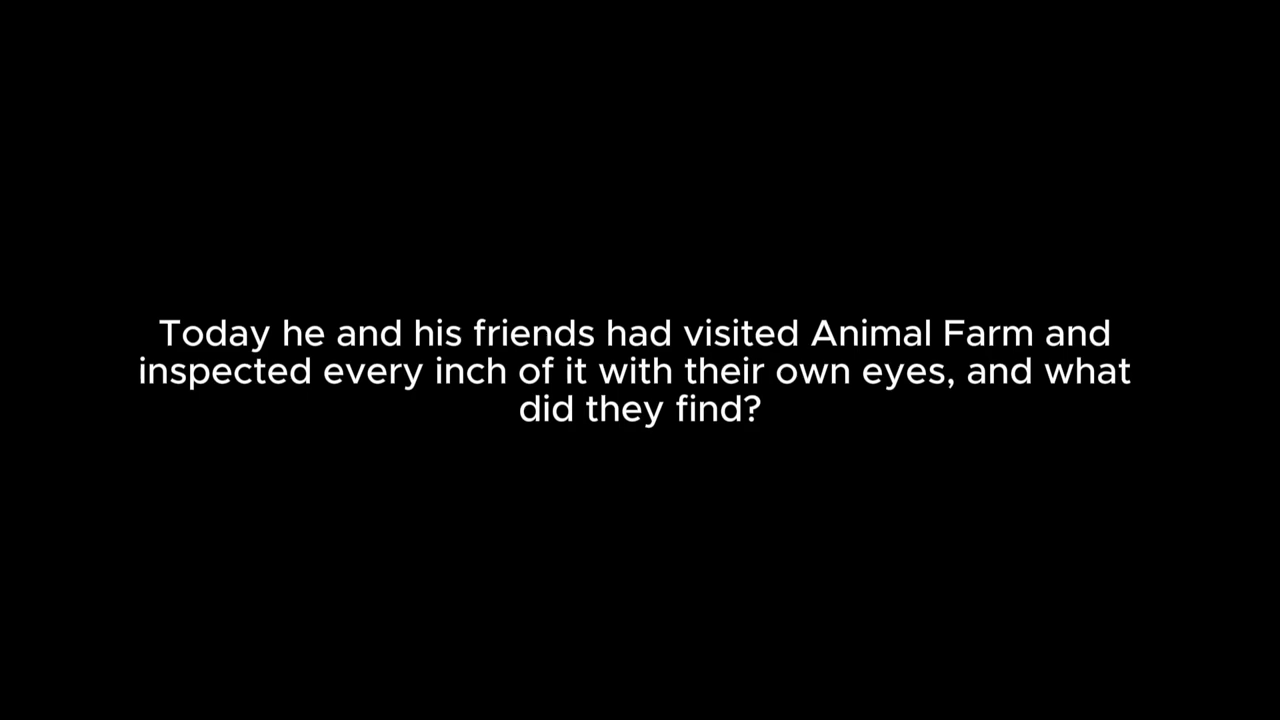 Today he and his friends had visited Animal Farm and
inspected every inch of it with their own eyes, and what
did they find?